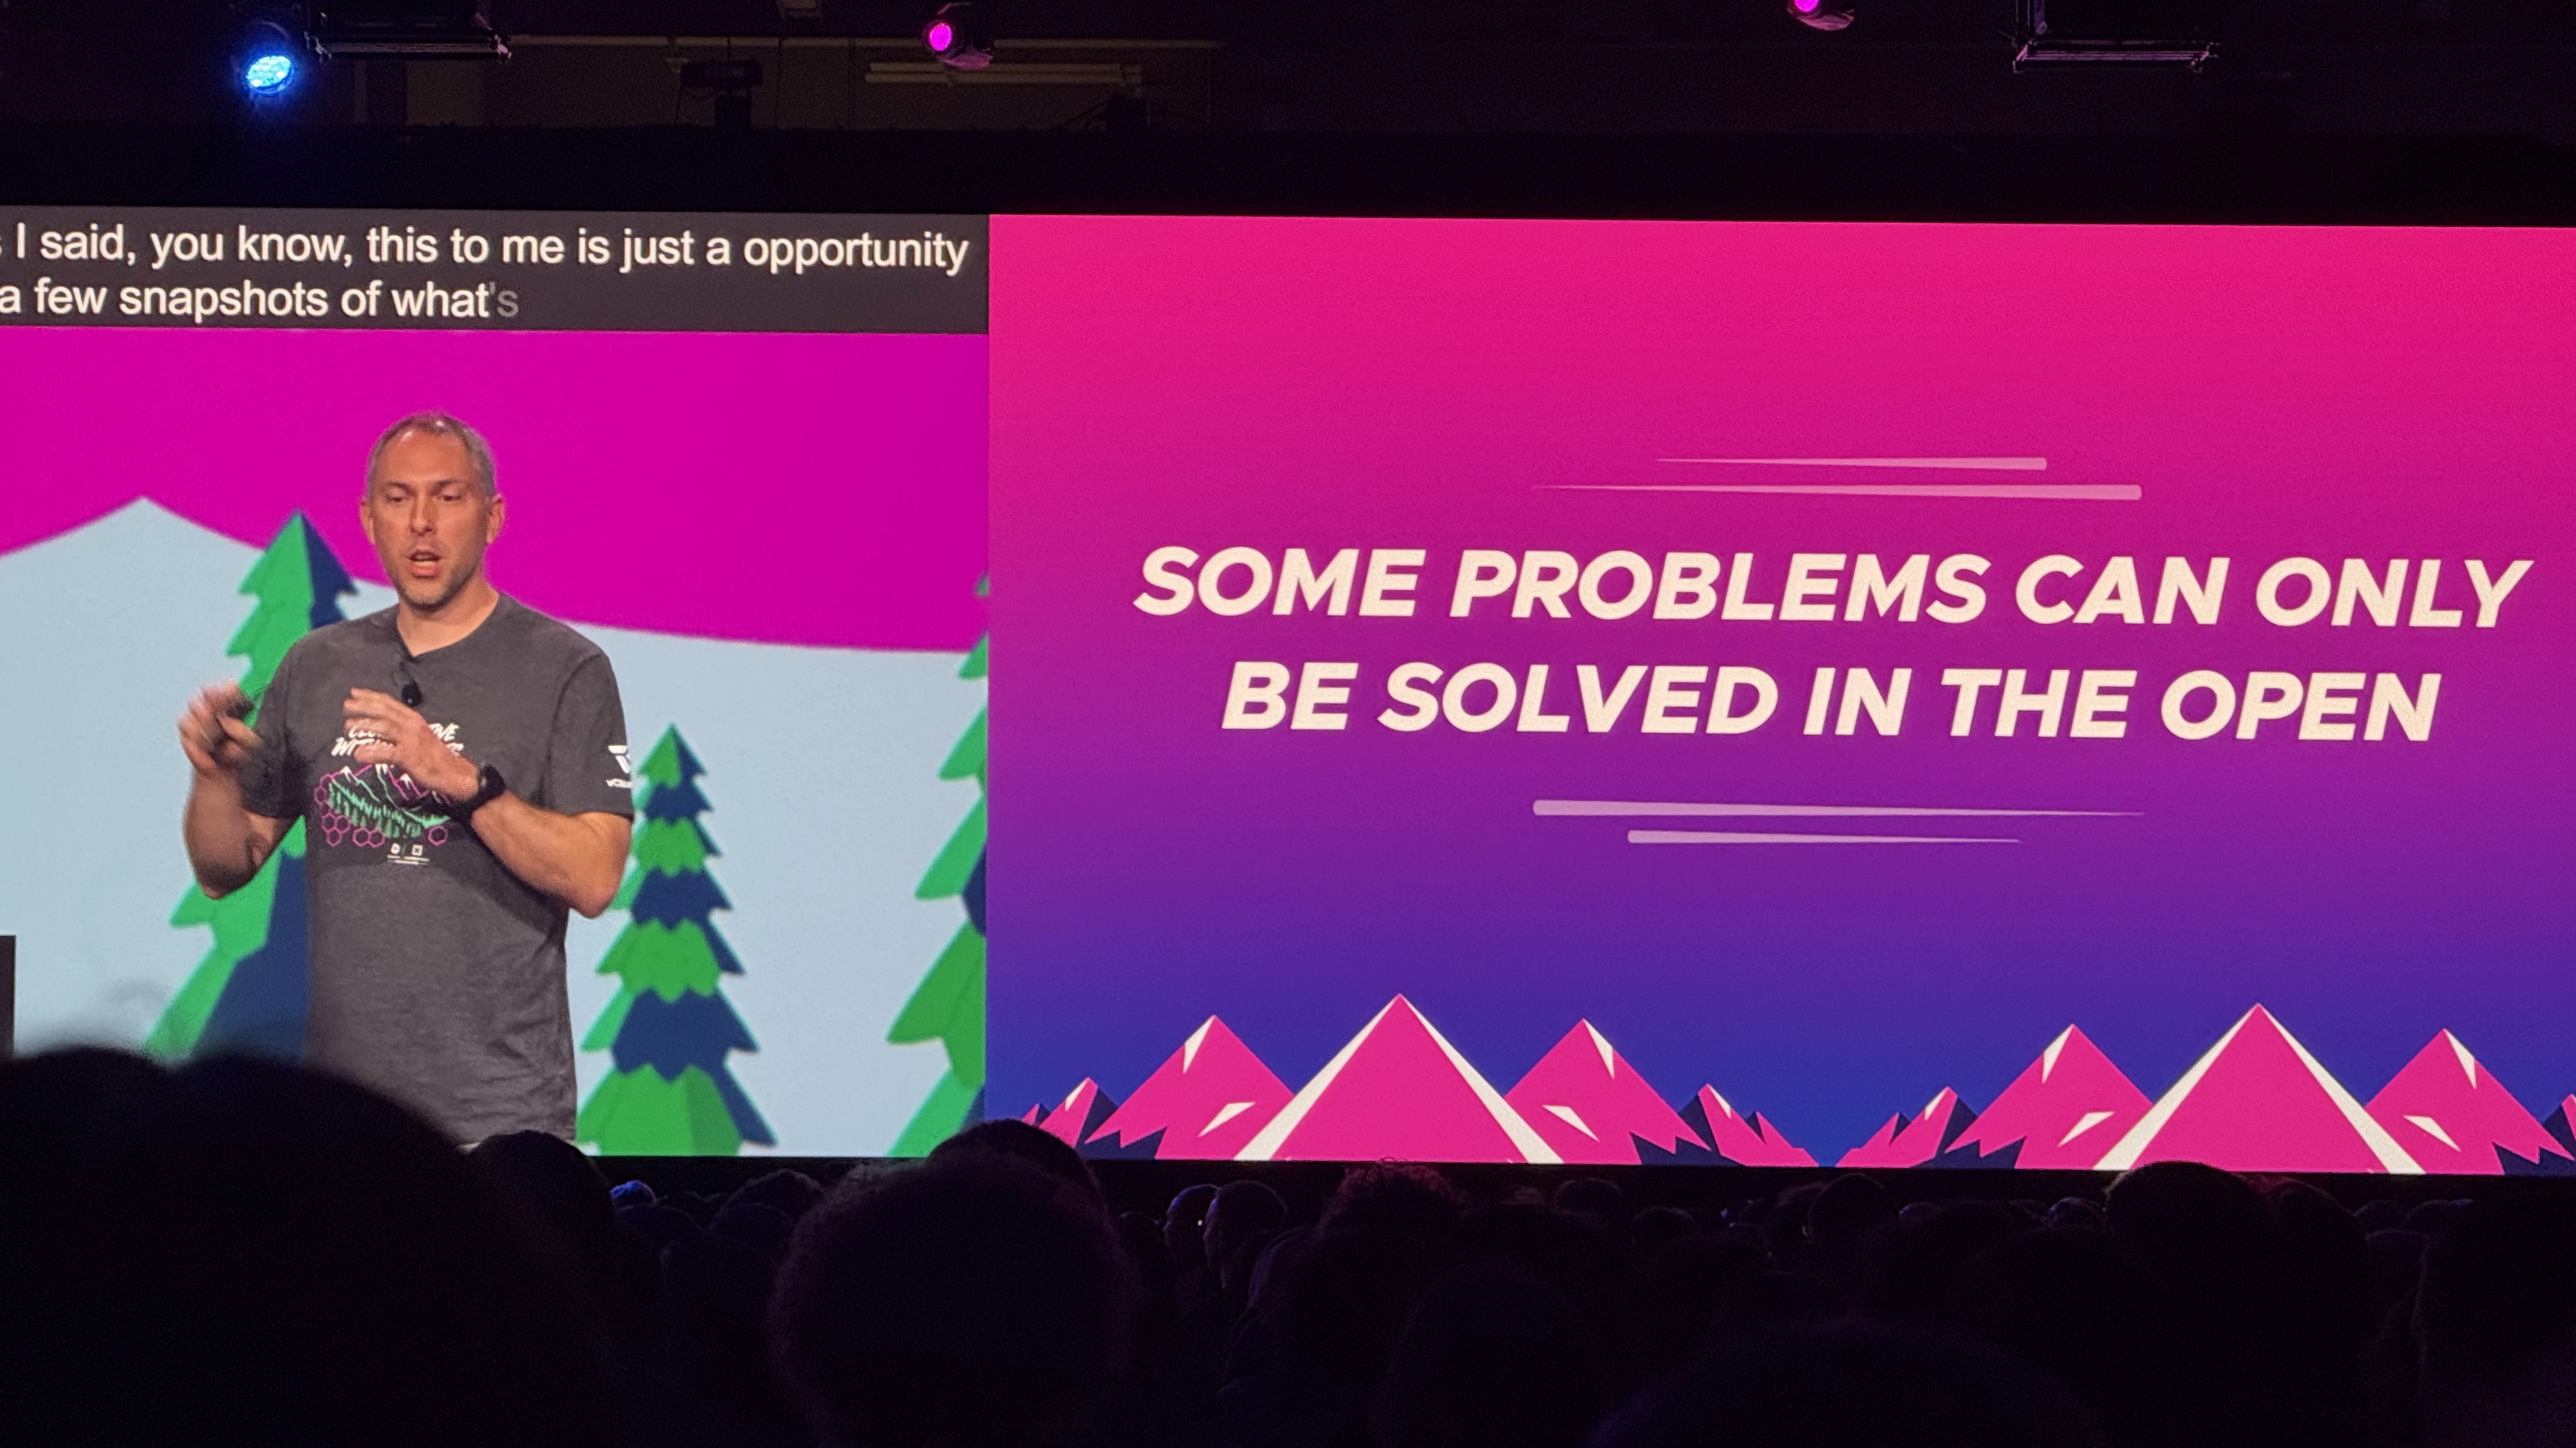 I said, you know, this to me is just a opportunity
a few snapshots of what's
SOME PROBLEMS CAN ONLY
BE SOLVED IN THE OPEN